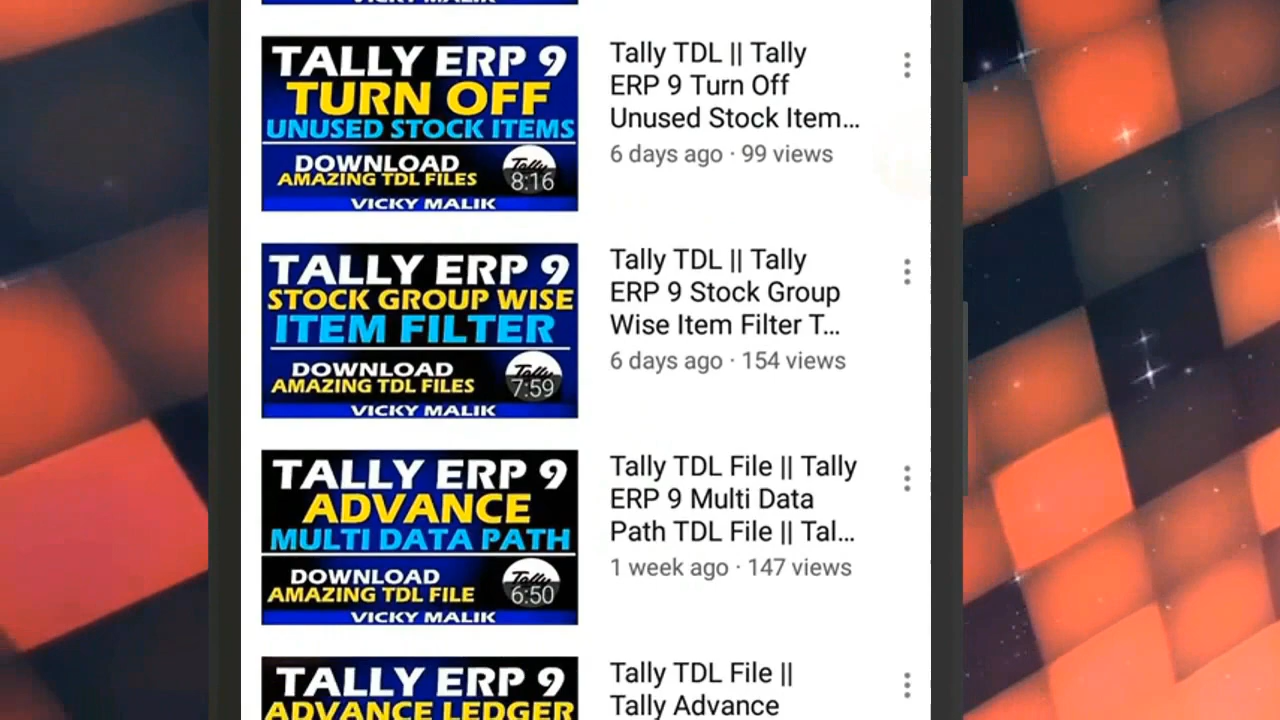 VICKY MALIK
TALLY ERP 9
TURN OFF
UNUSED STOCK ITEMS
DOWNLOAD
AMAZING TDL FILES
Tally
8:16
VICKY MALIK
Tally TDL || Tally
ERP 9 Turn Off
Unused Stock Item...
6 days ago · 99 views
TALLY ERP 9
STOCK GROUP WISE
ITEM FILTER
DOWNLOAD
AMAZING TDL FILES
Tally
7:59
VICKY MALIK
Tally TDL || Tally
ERP 9 Stock Group
Wise Item Filter T...
6 days ago · 154 views
TALLY ERP 9
ADVANCE
MULTI DATA PATH
DOWNLOAD
AMAZING TDL FILE
Tally
6:50
VICKY MALIK
Tally TDL File || Tally
ERP 9 Multi Data
Path TDL File || Tal...
1 week ago · 147 views
TALLY ERP 9
ADVANCE LEDGER
Tally TDL File ||
Tally Advance